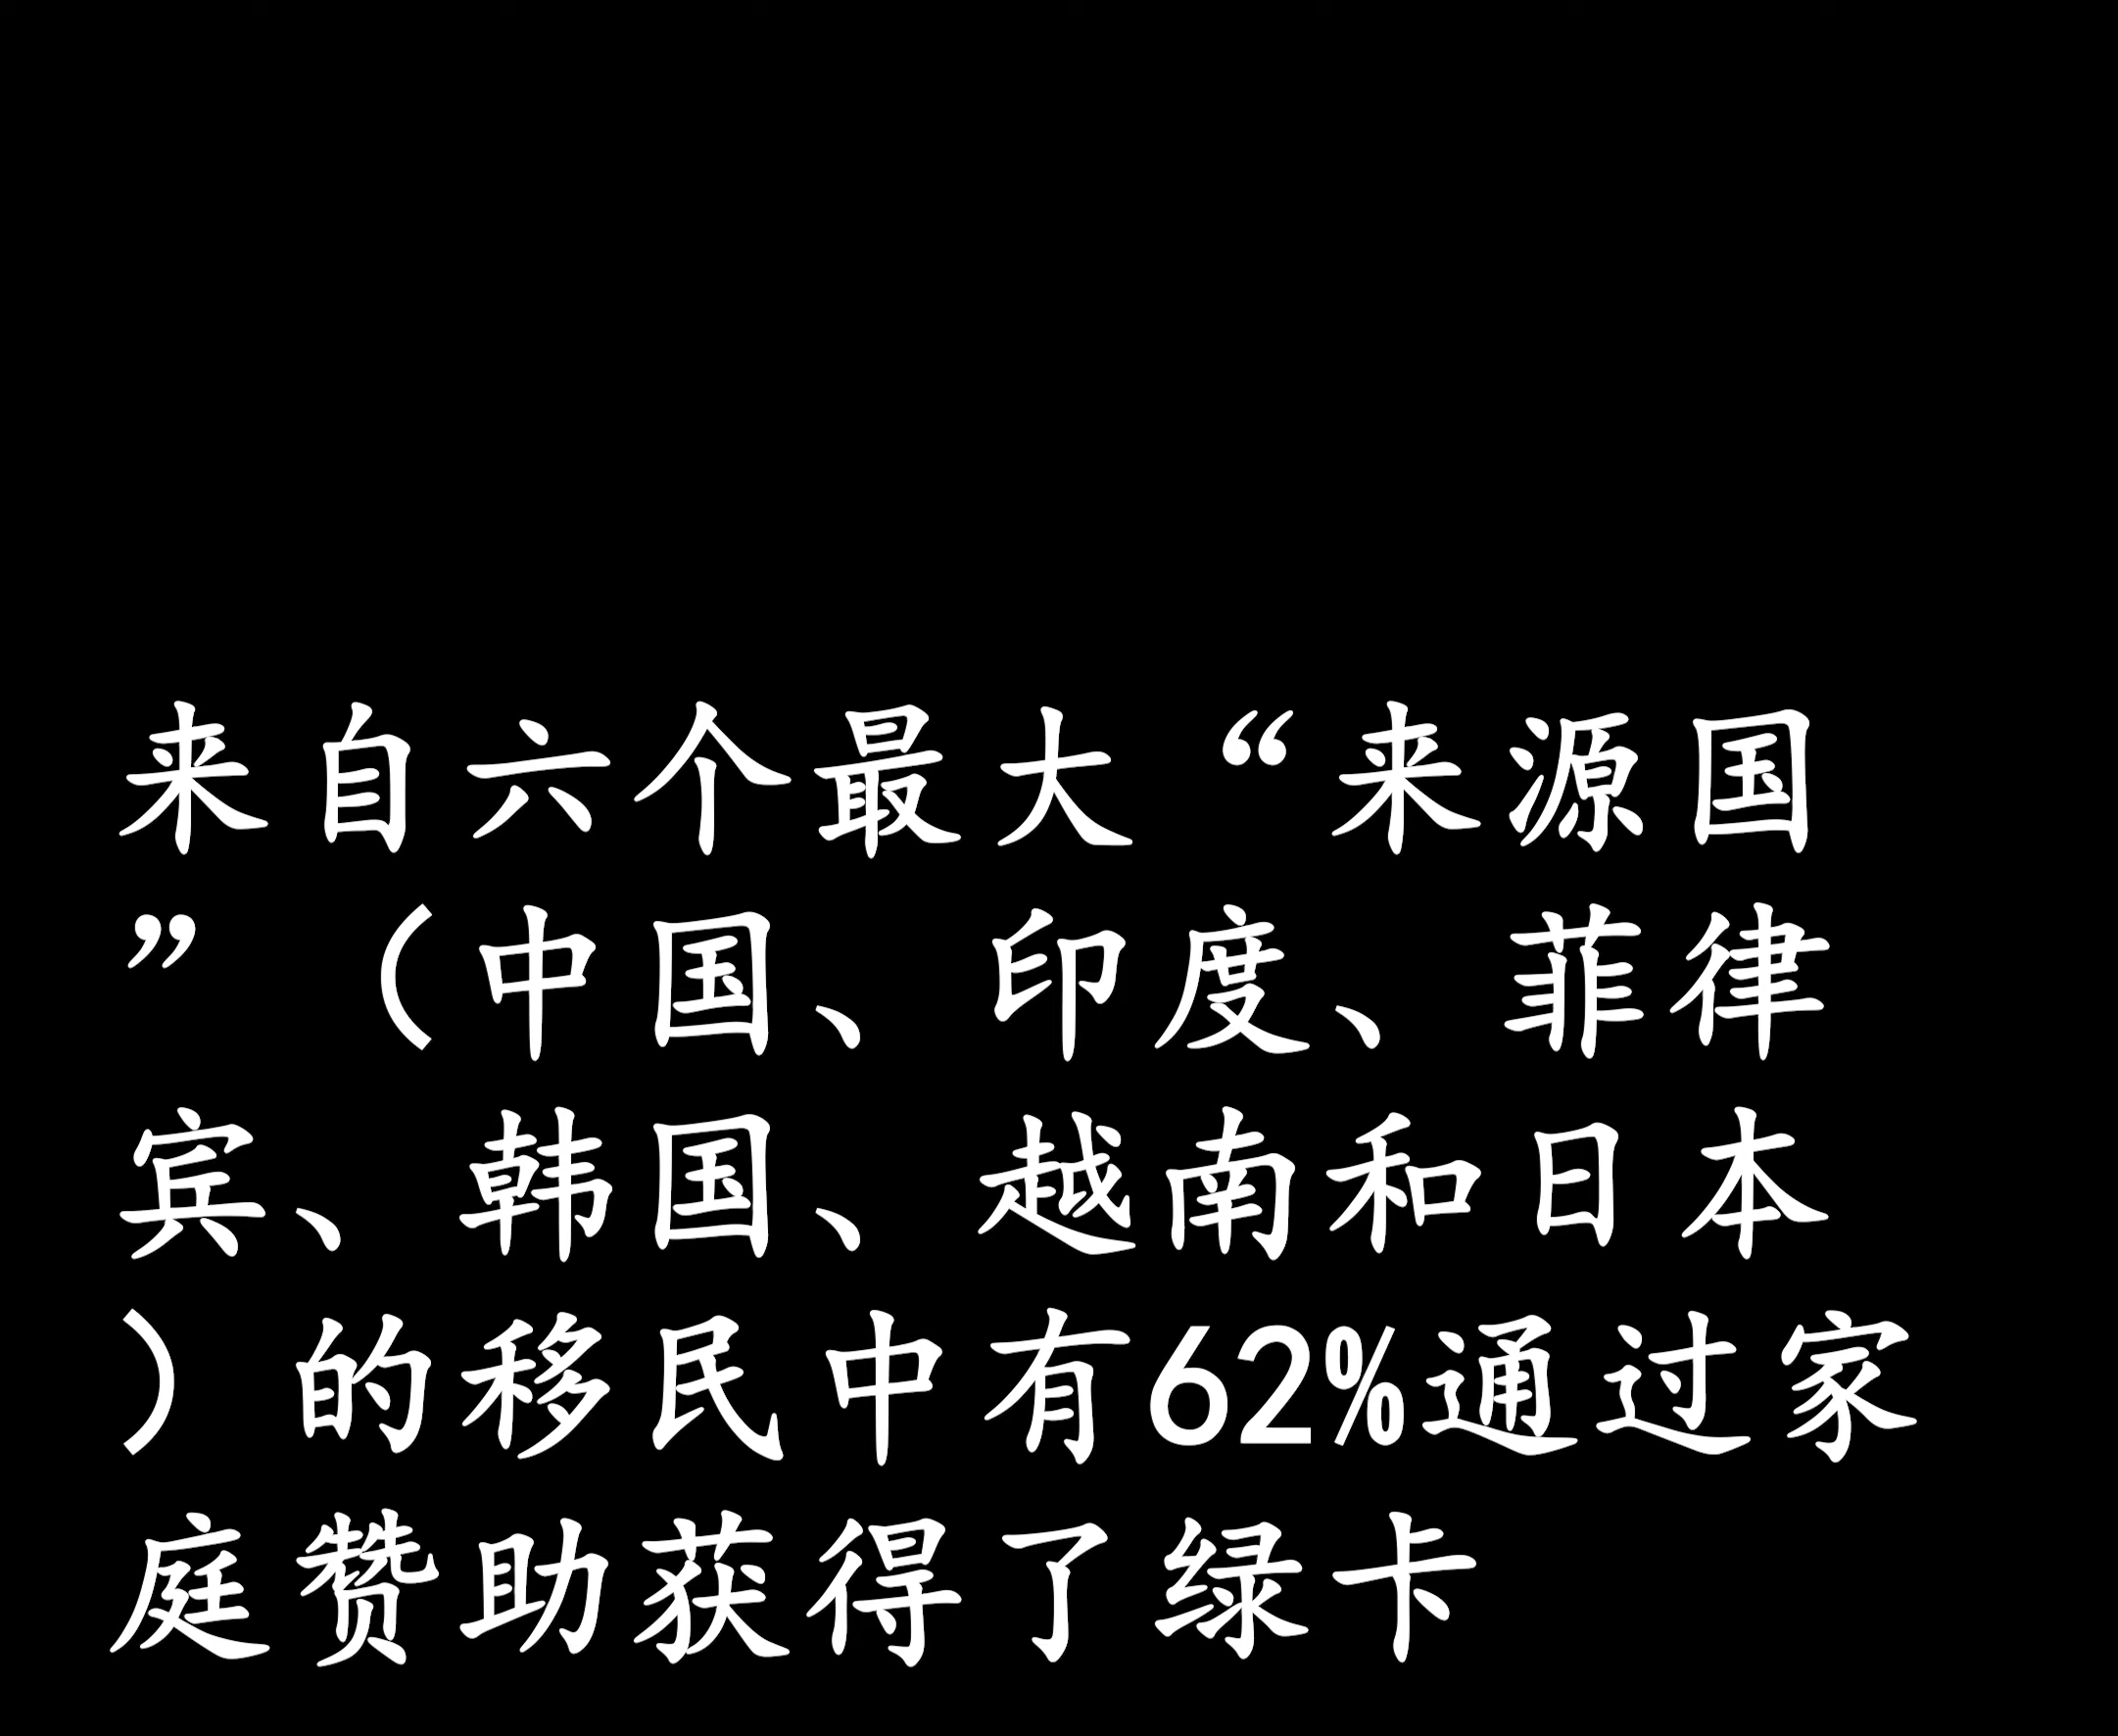 来自六个最大“来源国
”（中国、印度、菲律
宾、韩国、越南和日本
）的移民中有62%通过家
庭赞助获得了绿卡